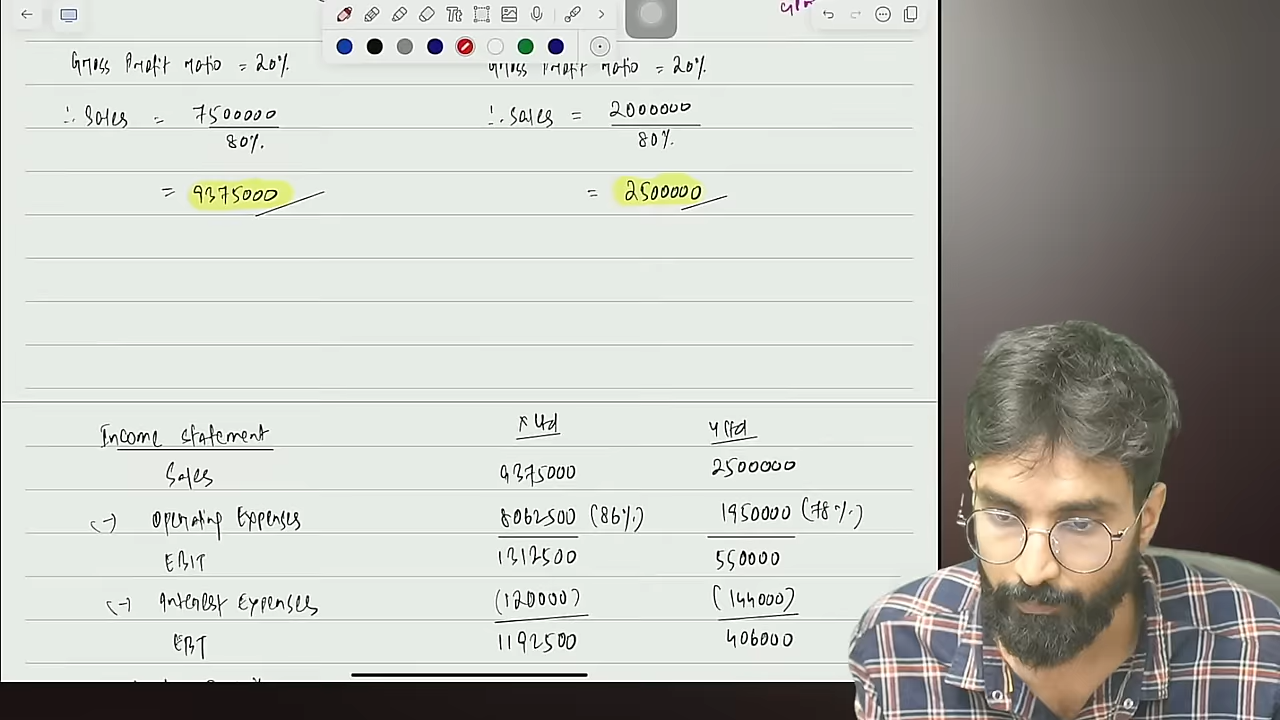 Gross Profit ratio = 20% Gross Profit ratio = 20%
∴ Sales = 7500000 / 80% ∴ Sales = 2000000 / 80%
= 9375000 = 2500000
Income statement X Ltd Y Ltd
Sales 9375000 2500000
(-) Operating Expenses 8062500 (86%) 1950000 (78%)
EBIT 1312500 550000
(-) Interest Expenses (120000) (144000)
EBT 1192500 406000